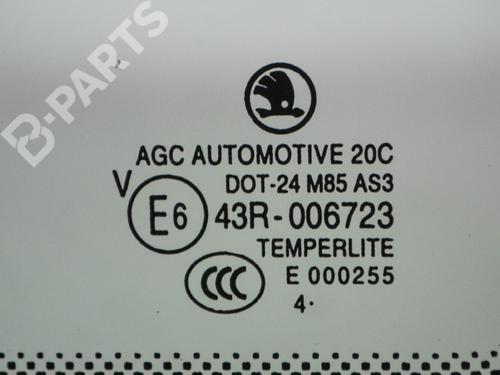 B-PARTS
AGC AUTOMOTIVE 20C
V DOT-24 M85 AS3
E6 43R-006723
TEMPERLITE
CCC E 000255
4·